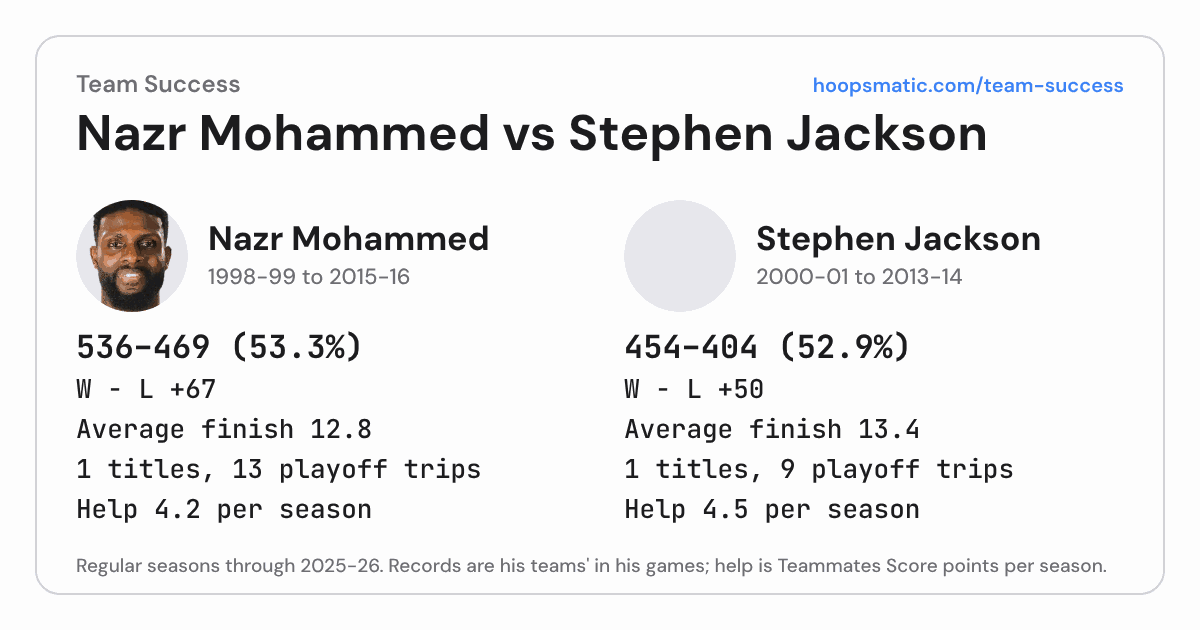 Team Success
hoopsmatic.com/team-success
Nazr Mohammed vs Stephen Jackson
Nazr Mohammed
1998-99 to 2015-16
536-469 (53.3%)
W - L +67
Average finish 12.8
1 titles, 13 playoff trips
Help 4.2 per season
Stephen Jackson
2000-01 to 2013-14
454-404 (52.9%)
W - L +50
Average finish 13.4
1 titles, 9 playoff trips
Help 4.5 per season
Regular seasons through 2025-26. Records are his teams' in his games; help is Teammates Score points per season.